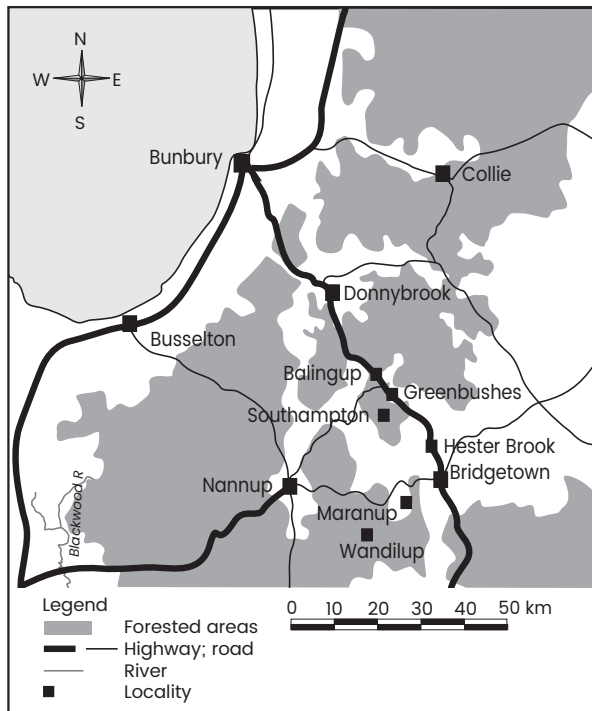 N
W E
S
Bunbury
Collie
Donnybrook
Busselton
Balingup
Greenbushes
Southampton
Hester Brook
Bridgetown
Nannup
Maranup
Wandilup
Blackwood R
Legend
Forested areas
Highway; road
River
Locality
0 10 20 30 40 50 km